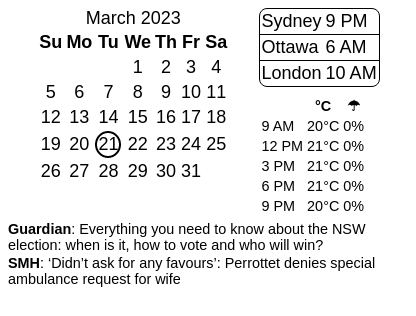 March 2023
Su Mo Tu We Th Fr Sa
1 2 3 4
5 6 7 8 9 10 11
12 13 14 15 16 17 18
19 20 21 22 23 24 25
26 27 28 29 30 31
Sydney 9 PM
Ottawa 6 AM
London 10 AM
°C ☂
9 AM 20°C 0%
12 PM 21°C 0%
3 PM 21°C 0%
6 PM 21°C 0%
9 PM 20°C 0%
Guardian: Everything you need to know about the NSW
election: when is it, how to vote and who will win?
SMH: ‘Didn’t ask for any favours’: Perrottet denies special
ambulance request for wife